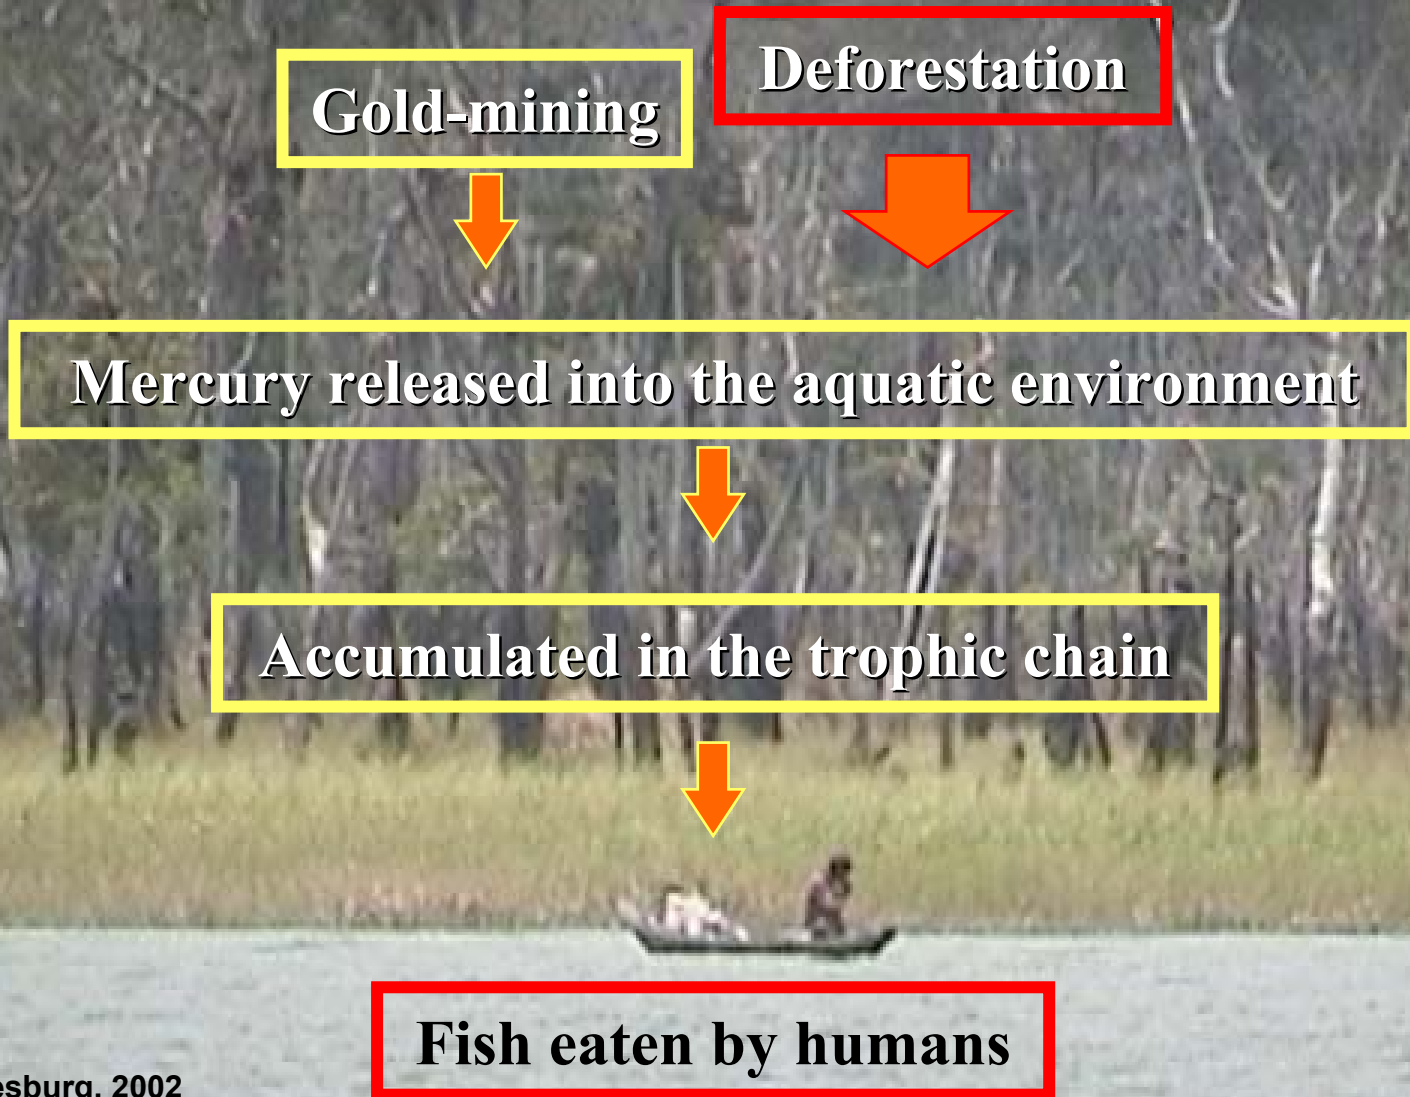 Deforestation
Gold-mining
Mercury released into the aquatic environment
Accumulated in the trophic chain
Fish eaten by humans
2002